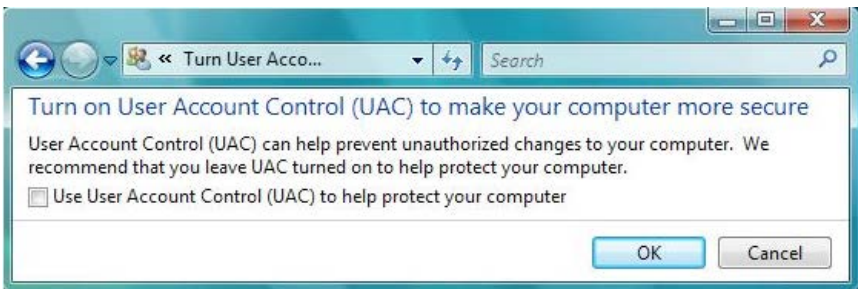 « Turn User Acco...
Search
Turn on User Account Control (UAC) to make your computer more secure
User Account Control (UAC) can help prevent unauthorized changes to your computer.  We
recommend that you leave UAC turned on to help protect your computer.
Use User Account Control (UAC) to help protect your computer
OK
Cancel